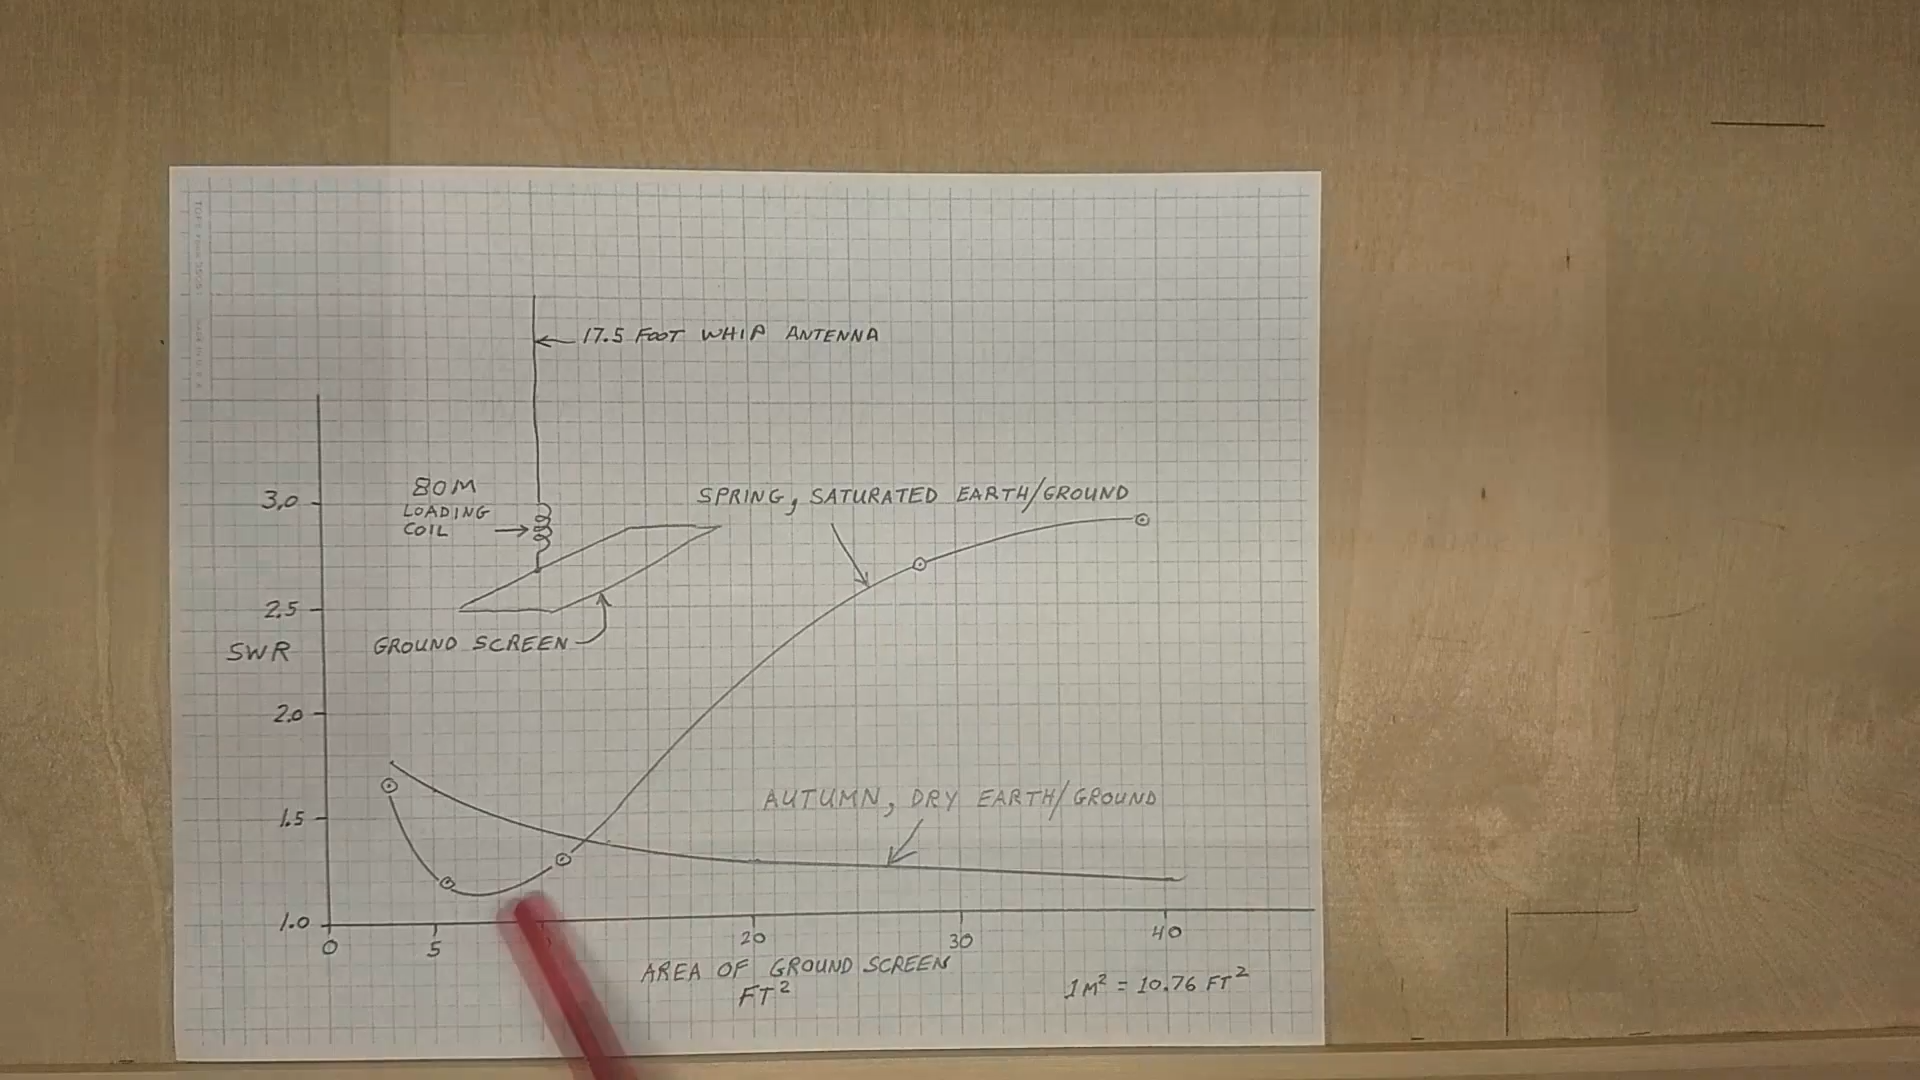 17.5 FOOT WHIP ANTENNA
80M
LOADING
COIL
SPRING, SATURATED EARTH/GROUND
3.0
2.5
GROUND SCREEN
SWR
2.0
AUTUMN, DRY EARTH/GROUND
1.5
1.0
0 5 20 30 40
AREA OF GROUND SCREEN
FT²
1M² = 10.76 FT²